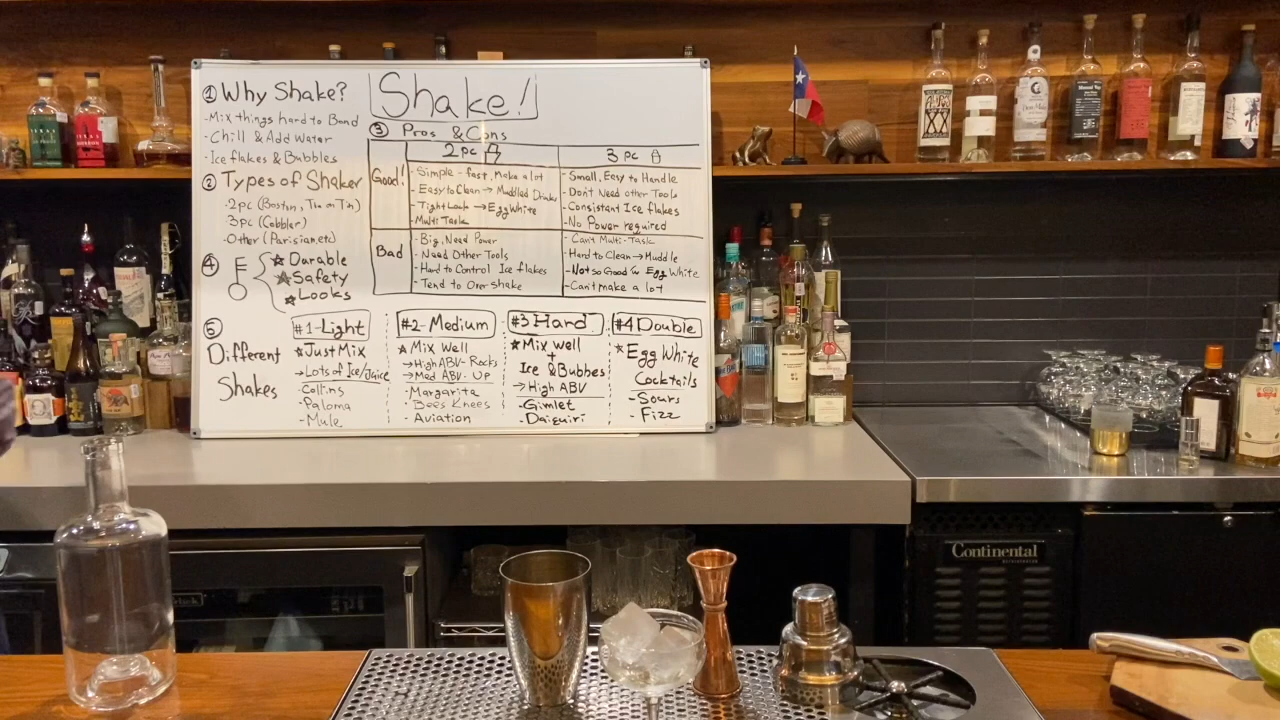 Shake!
① Why Shake?
-Mix things hard to Band
-Chill & Add Water
-Ice flakes & Bubbles
② Types of Shaker
-2pc (Boston, Tin on Tin)
-3pc (Cobbler)
-Other (Parisian, etc)
③ Pros & Cons
2pc
3 pc
Good!
-Simple - fast, Make a lot
-Easy to Clean → Muddled Drinks
-Tight Lock → Egg White
-Multi Task
-Small, Easy to Handle
-Don't Need other Tools
-Consistant Ice flakes
-No Power required
Bad
-Big, Need Power
-Need Other Tools
-Hard to Control Ice flakes
-Tend to Over shake
-Can't Multi-Task
-Hard to Clean → Muddle
-Not so Good for Egg White
-Can't make a lot
④
★ Darable
★ Safety
★ Looks
⑤ Different Shakes
#1-Light
★ Just Mix
→ Lots of Ice/Juice
-Collins
-Paloma
-Mule
#2-Medium
★ Mix Well
→ High ABV- Rocks
→ Med ABV- Up
-Margarita
-Bees Knees
-Aviation
#3 Hard
★ Mix well
+
Ice & Bubbes
→ High ABV
-Gimlet
-Daiquiri
#4 Double
★ Egg White
Cocktails
-Sours
-Fizz
Continental